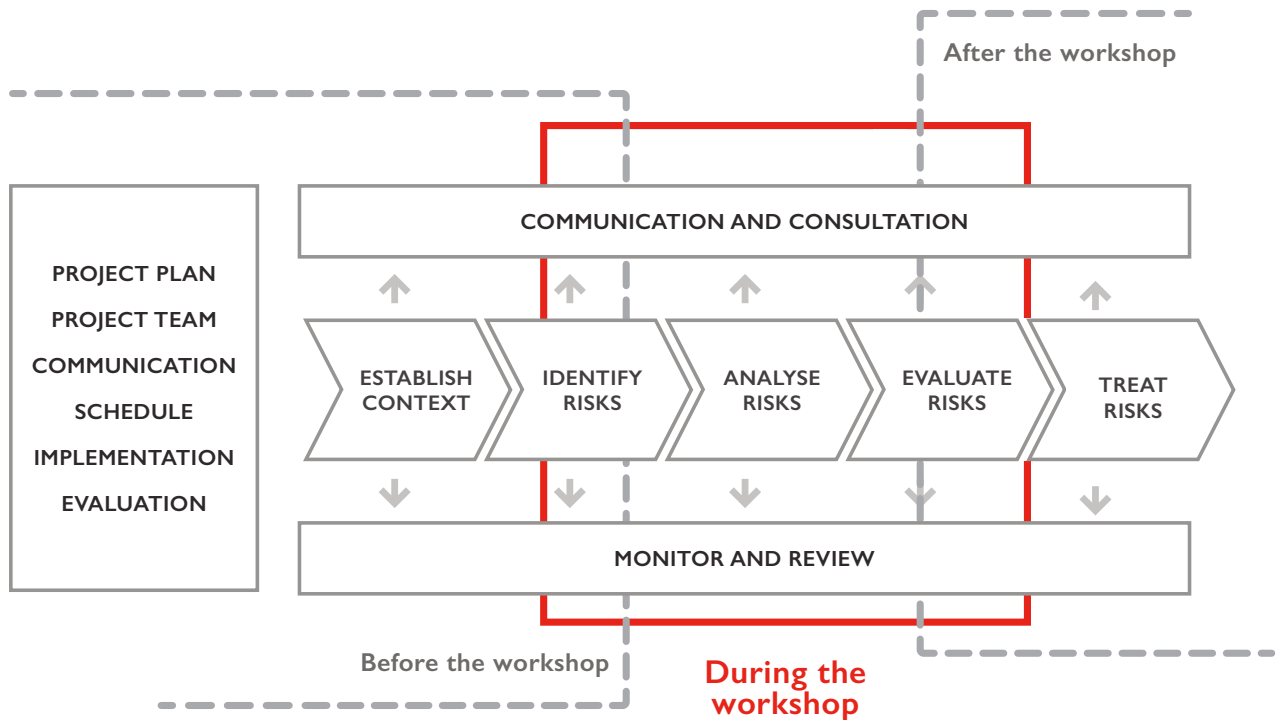 After the workshop
COMMUNICATION AND CONSULTATION
PROJECT PLAN
PROJECT TEAM
COMMUNICATION
SCHEDULE
IMPLEMENTATION
EVALUATION
ESTABLISH
CONTEXT
IDENTIFY
RISKS
ANALYSE
RISKS
EVALUATE
RISKS
TREAT
RISKS
MONITOR AND REVIEW
Before the workshop
During the
workshop